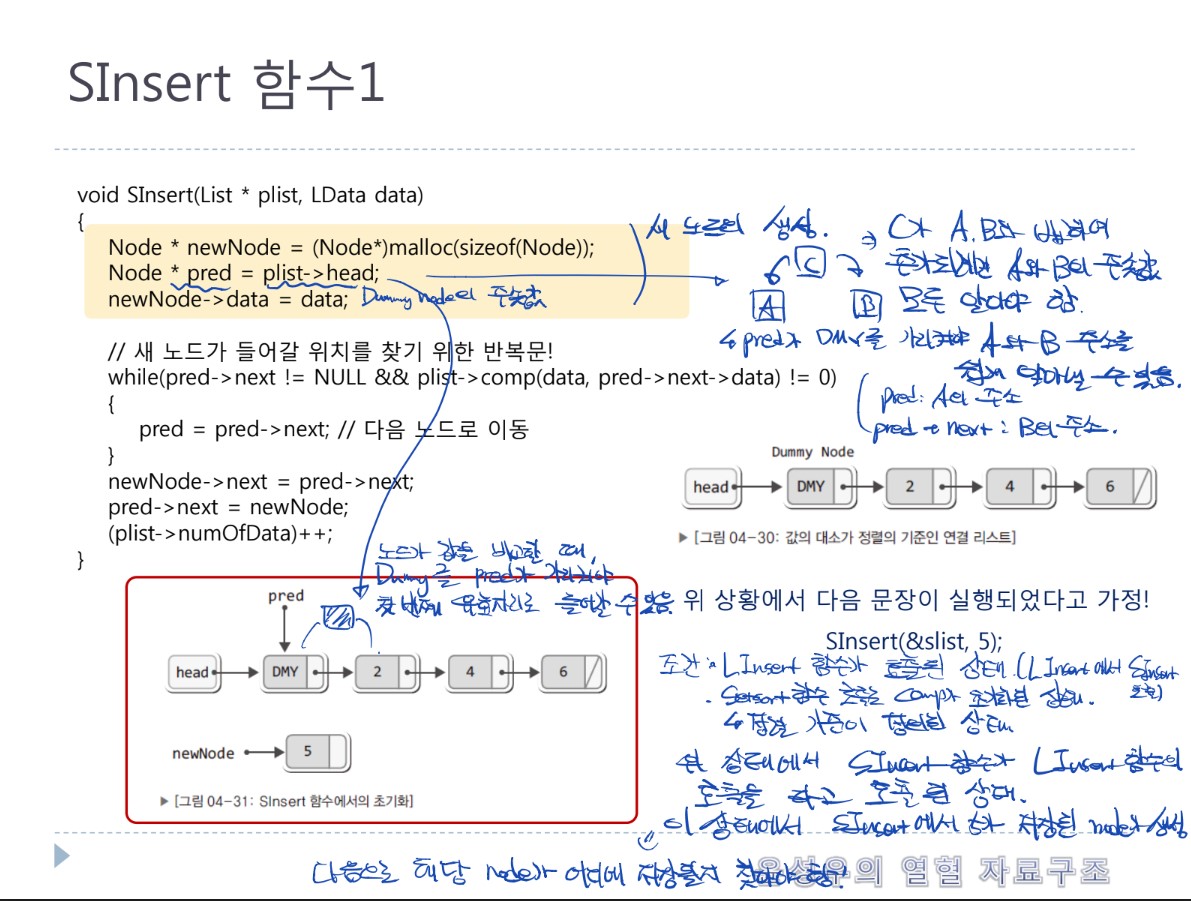 SInsert 함수1
void SInsert(List * plist, LData data)
{
Node * newNode = (Node*)malloc(sizeof(Node));
Node * pred = plist->head;
newNode->data = data; Dummy node의 주솟값
// 새 노드가 들어갈 위치를 찾기 위한 반복문!
while(pred->next != NULL && plist->comp(data, pred->next->data) != 0)
{
pred = pred->next; // 다음 노드로 이동
}
newNode->next = pred->next;
pred->next = newNode;
(plist->numOfData)++;
}
새 노드의 생성.
⇒ C가 A, B와 비교하여
추가되려면 A와 B의 주솟값
모두 알아야 함.
C
A B
↳ pred가 DMY를 가리켜야 A와 B 주소를
쉽게 알아낼 수 있음.
pred: A의 주소
pred → next : B의 주소.
Dummy Node
head DMY 2 4 6
▶ [그림 04-30: 값의 대소가 정렬의 기준인 연결 리스트]
노드가 값을 비교할 때,
Dummy를 pred가 가리켜야
첫 번째 유효자리로 들어갈 수 있음.
pred
head DMY 2 4 6
newNode 5
▶ [그림 04-31: SInsert 함수에서의 초기화]
위 상황에서 다음 문장이 실행되었다고 가정!
SInsert(&slist, 5);
조건 : LInsert 함수가 호출된 상태 (LInsert에서 SInsert 호출)
. 함수 호출로 comp가 초기화된 상태.
↳ 정렬 기준이 정의된 상태
위 상태에서 SInsert 함수가 LInsert 함수의
호출을 하고 호출된 상태.
이 상태에서 SInsert에서 저장된 node가 생성
다음으로 해당 node가 어디에 저장될지 찾아야 함!
윤성우의 열혈 자료구조